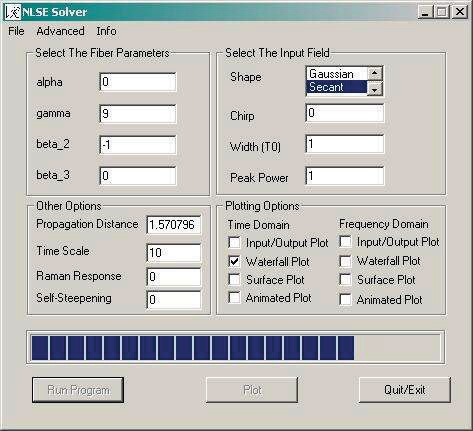 NLSE Solver
File Advanced Info
Select The Fiber Parameters
alpha 0
gamma 9
beta_2 -1
beta_3 0
Select The Input Field
Shape Gaussian
Secant
Chirp 0
Width (T0) 1
Peak Power 1
Other Options
Propagation Distance 1.570796
Time Scale 10
Raman Response 0
Self-Steepening 0
Plotting Options
Time Domain Frequency Domain
Input/Output Plot Input/Output Plot
Waterfall Plot Waterfall Plot
Surface Plot Surface Plot
Animated Plot Animated Plot
Run Program Plot Quit/Exit